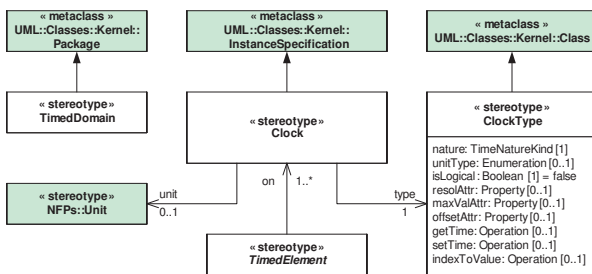 « metaclass»
UML::Classes::Kernel::
Package
« metaclass»
UML::Classes::Kernel::
InstanceSpecification
« metaclass»
UML::Classes::Kernel::Class
« stereotype»
TimedDomain
« stereotype»
Clock
« stereotype»
ClockType
nature: TimeNatureKind [1]
unitType: Enumeration [0..1]
isLogical: Boolean [1] = false
resolAttr: Property [0..1]
maxValAttr: Property [0..1]
offsetAttr: Property [0..1]
getTime: Operation [0..1]
setTime: Operation [0..1]
indexToValue: Operation [0..1]
unit
0..1
on
1..*
type
1
« stereotype»
NFPs::Unit
« stereotype»
TimedElement